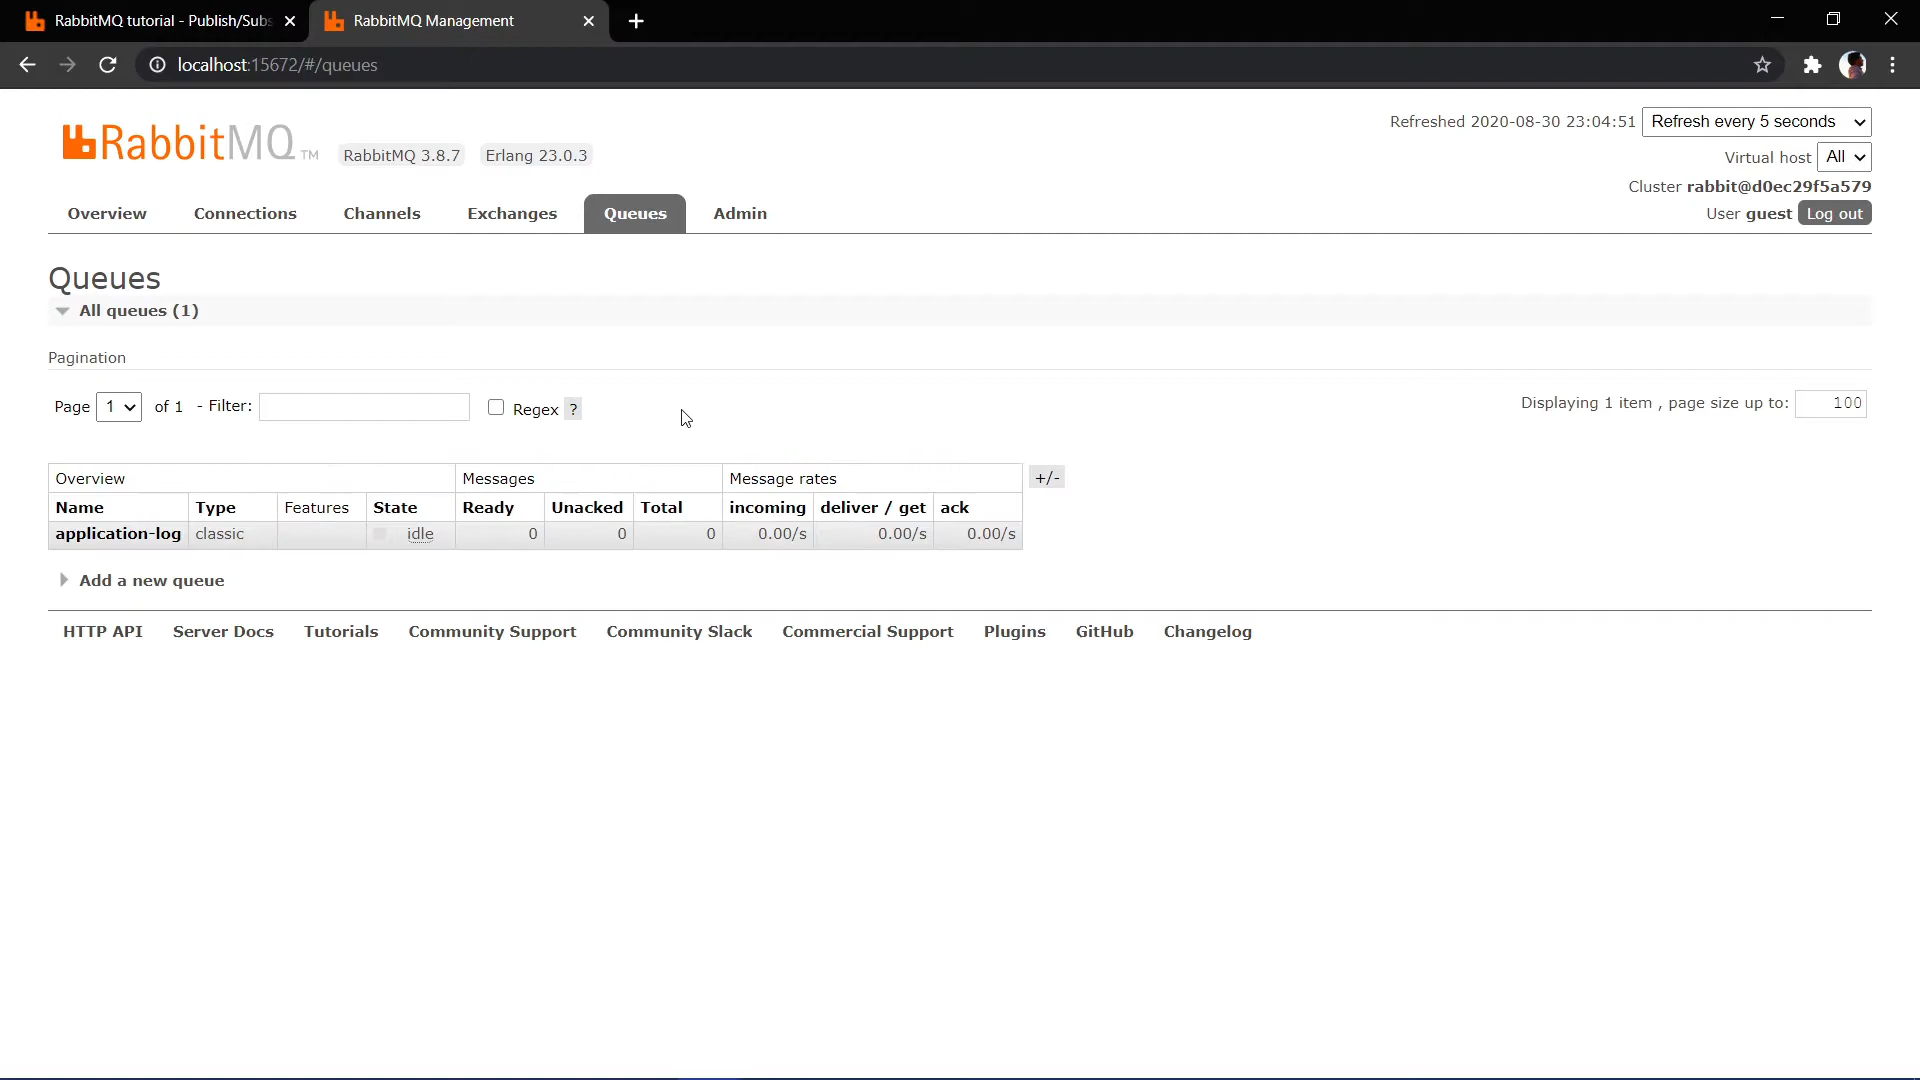 RabbitMQ tutorial - Publish/Subs
RabbitMQ Management
localhost:15672/#/queues
RabbitMQ TM
RabbitMQ 3.8.7
Erlang 23.0.3
Refreshed 2020-08-30 23:04:51
Refresh every 5 seconds
Virtual host
All
Cluster rabbit@d0ec29f5a579
User guest
Log out
Overview
Connections
Channels
Exchanges
Queues
Admin
Queues
All queues (1)
Pagination
Page 1 of 1 - Filter:
Regex ?
Displaying 1 item , page size up to: 100
Overview Messages Message rates +/-
Name Type Features State Ready Unacked Total incoming deliver / get ack
application-log classic idle 0 0 0 0.00/s 0.00/s 0.00/s
Add a new queue
HTTP API Server Docs Tutorials Community Support Community Slack Commercial Support Plugins GitHub Changelog